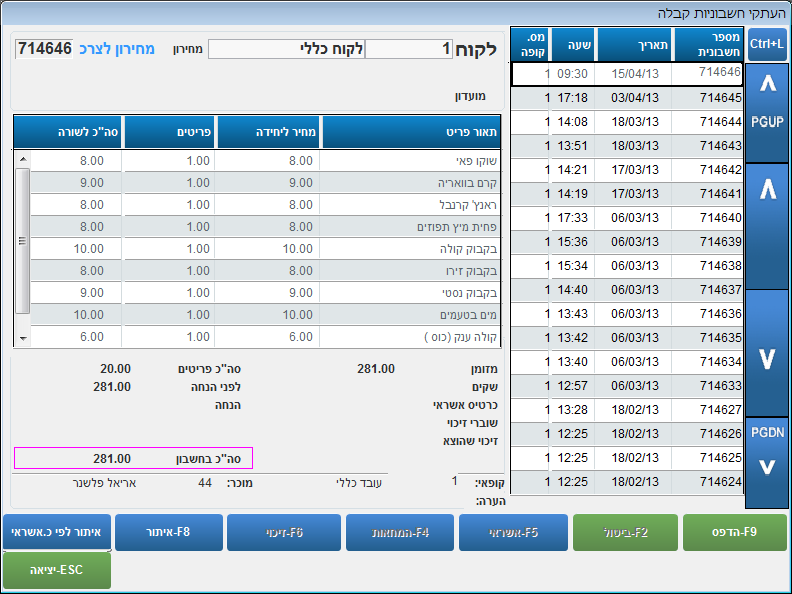 העתקי חשבוניות קבלה
Ctrl+L
מספר חשבונית תאריך שעה מס. קופה
714646 15/04/13 09:30 1
714645 03/04/13 17:18 1
714644 18/03/13 14:08 1
714643 18/03/13 13:51 1
714642 17/03/13 14:21 1
714641 17/03/13 14:19 1
714640 06/03/13 17:33 1
714639 06/03/13 15:36 1
714638 06/03/13 15:34 1
714637 06/03/13 14:40 1
714636 06/03/13 13:43 1
714635 06/03/13 13:42 1
714634 06/03/13 13:40 1
714633 06/03/13 12:57 1
714627 18/02/13 13:28 1
714626 18/02/13 12:25 1
714625 18/02/13 12:25 1
714624 18/02/13 12:25 1
PGUP
PGDN
לקוח 1 לקוח כללי מחירון מחירון לצרכ 714646
מועדון
תאור פריט מחיר ליחידה פריטים סה"כ לשורה
שוקו פאי 8.00 1.00 8.00
קרם בוואריה 9.00 1.00 9.00
ראנץ' קרנבל 8.00 1.00 8.00
פחית מיץ תפוזים 8.00 1.00 8.00
בקבוק קולה 10.00 1.00 10.00
בקבוק זירו 8.00 1.00 8.00
בקבוק נסטי 9.00 1.00 9.00
מים בטעמים 10.00 1.00 10.00
קולה ענק (כוס ) 6.00 1.00 6.00
מזומן 281.00 סה"כ פריטים 20.00
שקים לפני הנחה 281.00
כרטיס אשראי הנחה
שוברי זיכוי
זיכוי שהוצא
סה"כ בחשבון 281.00
קופאי: 1 עובד כללי מוכר: 44 אריאל פלשנר
הערה:
F9-הדפס F2-ביטול F5-אשראי F4-המחאות F6-זיכוי F8-איתור איתור לפי כ.אשראי
ESC-יציאה